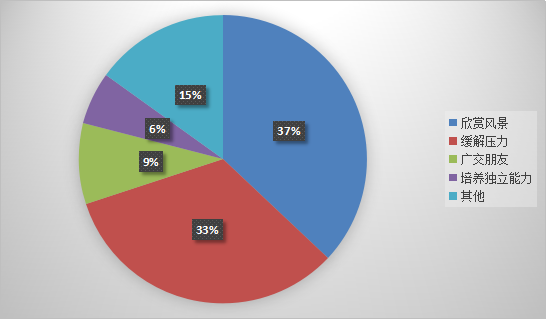 37%
33%
9%
6%
15%
欣赏风景
缓解压力
广交朋友
培养独立能力
其他